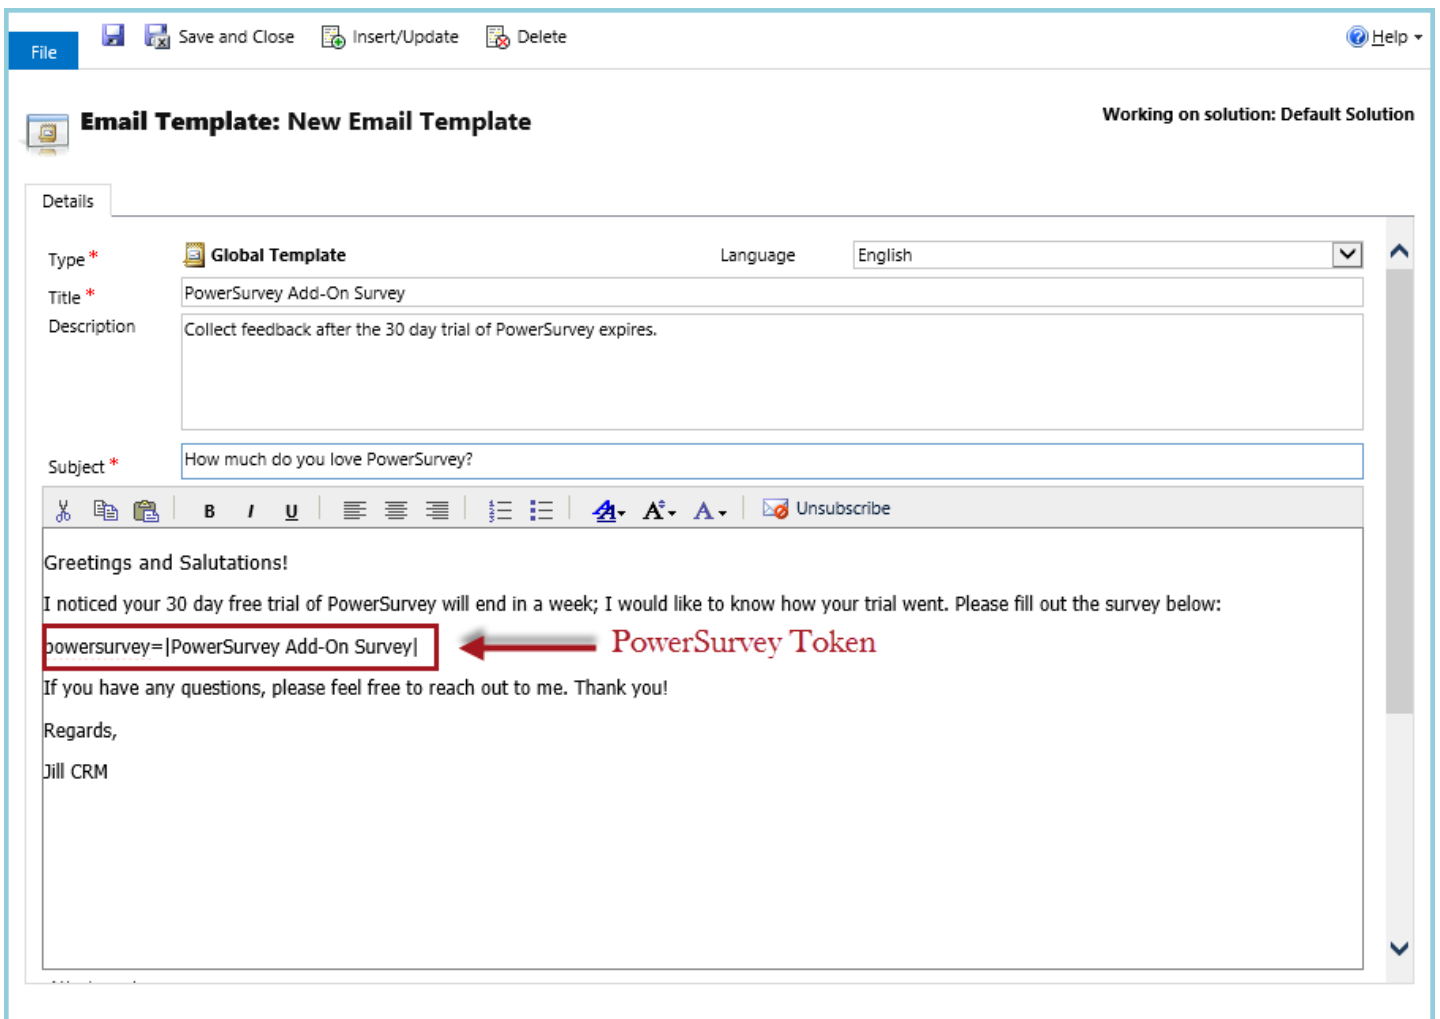 File
Save and Close
Insert/Update
Delete
Help
Email Template: New Email Template
Working on solution: Default Solution
Details
Type *
Global Template
Language
English
Title *
PowerSurvey Add-On Survey
Description
Collect feedback after the 30 day trial of PowerSurvey expires.
Subject *
How much do you love PowerSurvey?
B I U
A A A
Unsubscribe
Greetings and Salutations!
I noticed your 30 day free trial of PowerSurvey will end in a week; I would like to know how your trial went. Please fill out the survey below:
powersurvey=|PowerSurvey Add-On Survey|
PowerSurvey Token
If you have any questions, please feel free to reach out to me. Thank you!
Regards,
Jill CRM